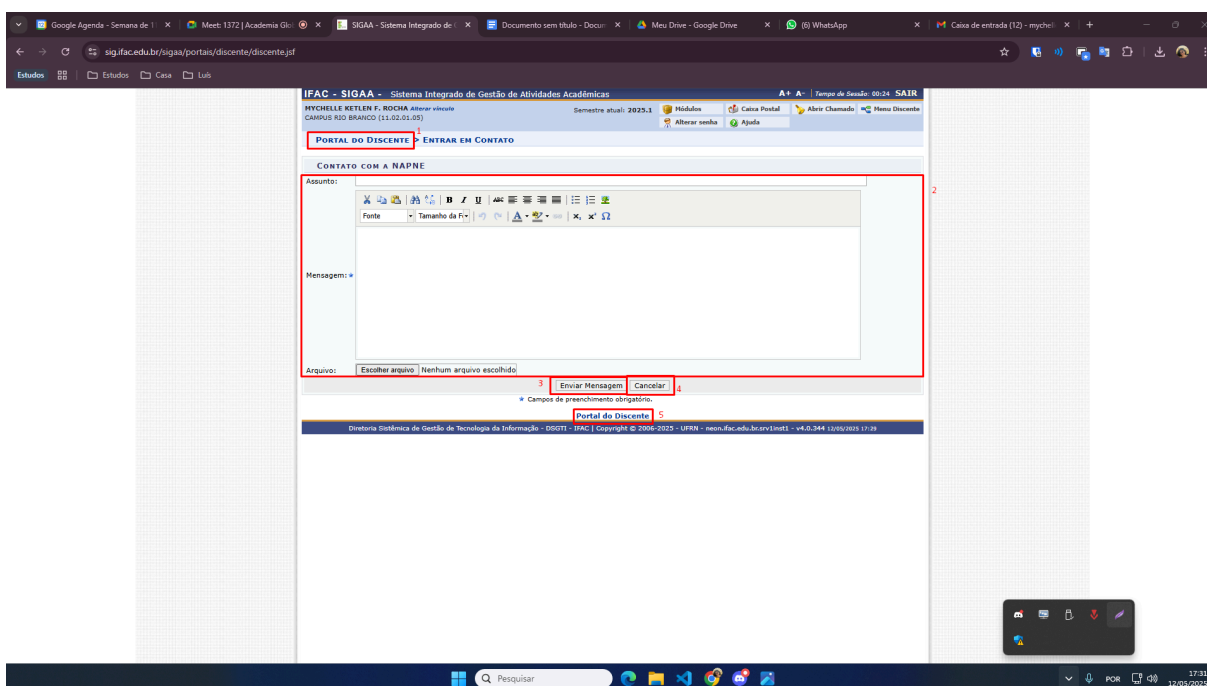 Google Agenda - Semana de 1
Meet: 1372 | Academia Glo
SIGAA - Sistema Integrado de
Documento sem título - Docum
Meu Drive - Google Drive
(6) WhatsApp
Caixa de entrada (12) - mychell
sig.ifac.edu.br/sigaa/portais/discente/discente.jsf
Estudos
Estudos
Casa
Luís
IFAC - SIGAA - Sistema Integrado de Gestão de Atividades Acadêmicas
A+ A- | Tempo de Sessão: 00:24 SAIR
MYCHELLE KETLEN F. ROCHA Alterar vínculo
Semestre atual: 2025.1
Módulos
Caixa Postal
Abrir Chamado
Menu Discente
CAMPUS RIO BRANCO (11.02.01.05)
Alterar senha
Ajuda
1
PORTAL DO DISCENTE > ENTRAR EM CONTATO
CONTATO COM A NAPNE
Assunto:
2
B I U ABC
Fonte
Tamanho da F
A
x, x' Ω
Mensagem: *
Arquivo:
Escolher arquivo Nenhum arquivo escolhido
3
Enviar Mensagem
Cancelar
4
* Campos de preenchimento obrigatório.
Portal do Discente
5
Diretoria Sistêmica de Gestão de Tecnologia da Informação - DSGTI - IFAC | Copyright © 2006-2025 - UFRN - neon.ifac.edu.br.srv1inst1 - v4.0.344 12/05/2025 17:29
Pesquisar
POR
17:31
12/05/2025